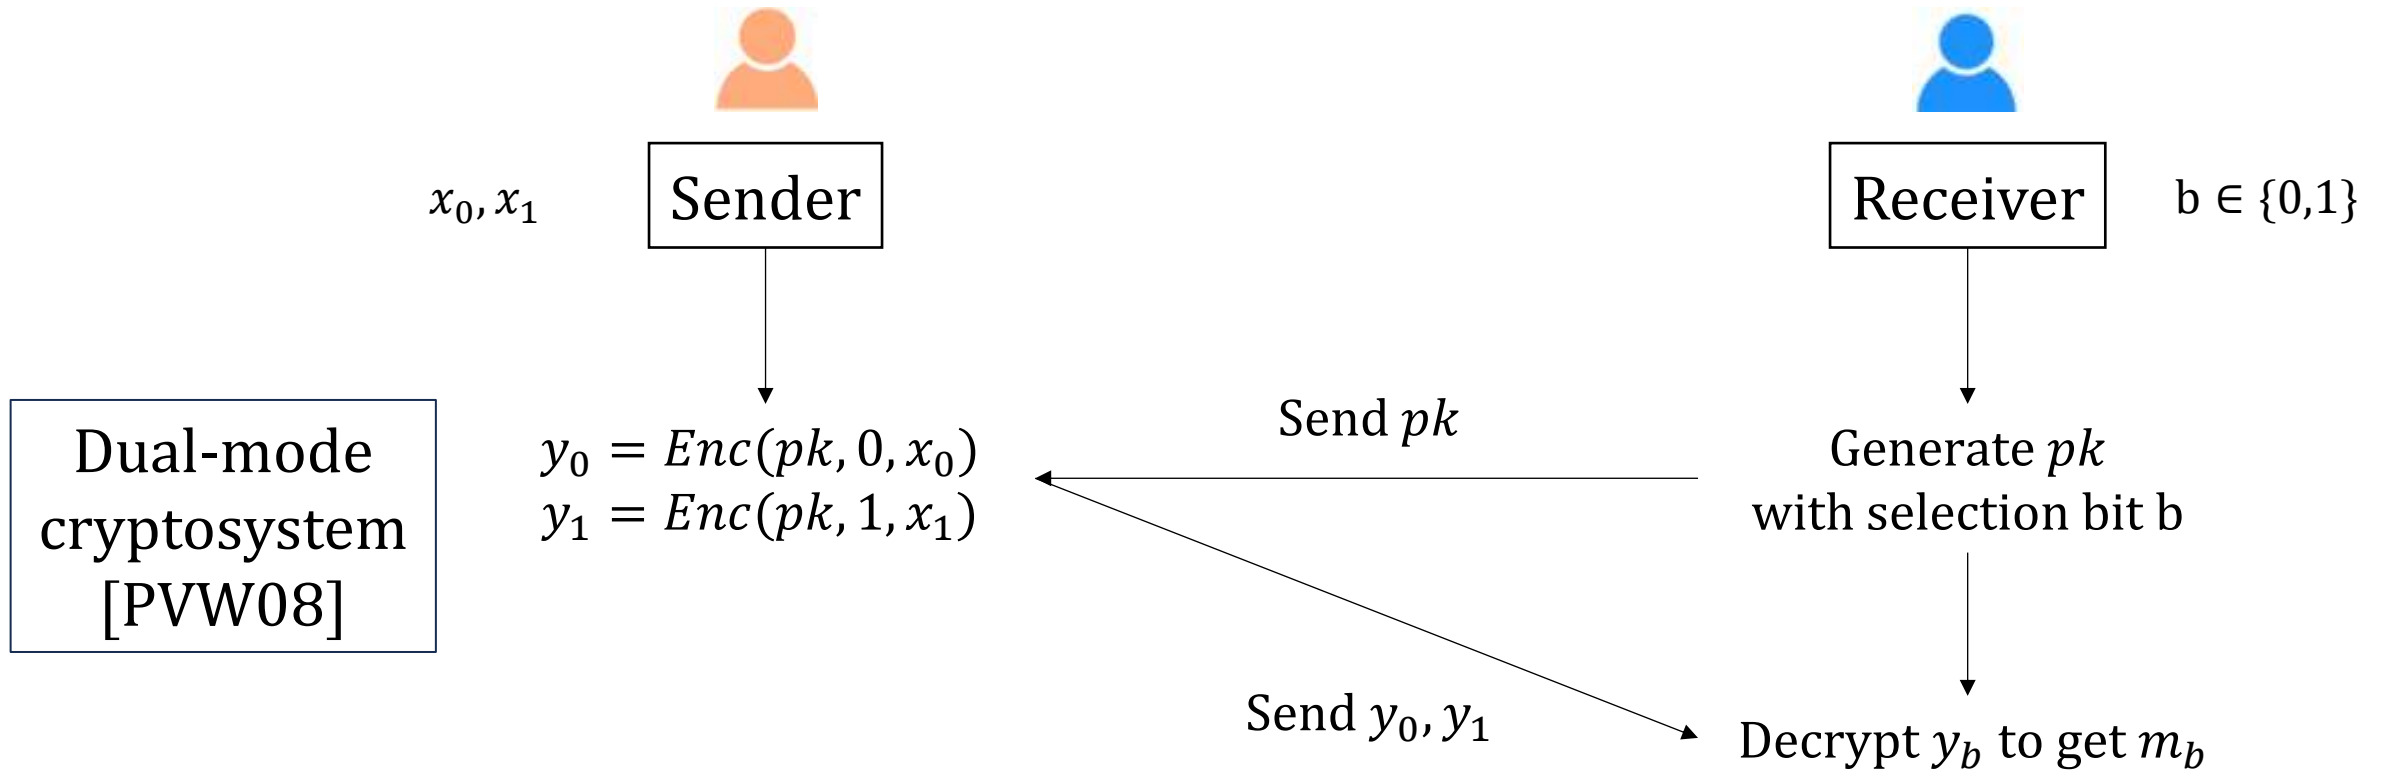 x₀, x₁
Sender
Receiver
b ∈ {0,1}
Dual-mode
cryptosystem
[PVW08]
y₀ = Enc(pk, 0, x₀)
y₁ = Enc(pk, 1, x₁)
Send pk
Generate pk
with selection bit b
Send y₀, y₁
Decrypt y_b to get m_b